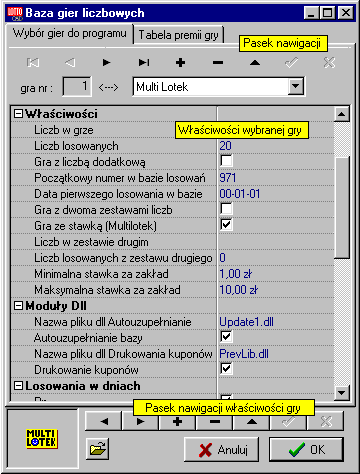 LOTTO
Baza gier liczbowych
Wybór gier do programu
Tabela premii gry
Pasek nawigacji
gra nr :
1
<--->
Multi Lotek
Właściwości
Liczb w grze
Właściwości wybranej gry
Liczb losowanych
20
Gra z liczbą dodatkową
Początkowy numer w bazie losowań
971
Data pierwszego losowania w bazie
00-01-01
Gra z dwoma zestawami liczb
Gra ze stawką (Multilotek)
Liczb w zestawie drugim
Liczb losowanych z zestawu drugiego
0
Minimalna stawka za zakład
1,00 zł
Maksymalna stawka za zakład
10,00 zł
Moduły Dll
Nazwa pliku dll Autouzupełnianie
Update1.dll
Autouzupełnianie bazy
Nazwa pliku dll Drukowania kuponów
PrevLib.dll
Drukowanie kuponów
Losowania w dniach
Pasek nawigacji właściwości gry
MULTI
LOTEK
Anuluj
OK